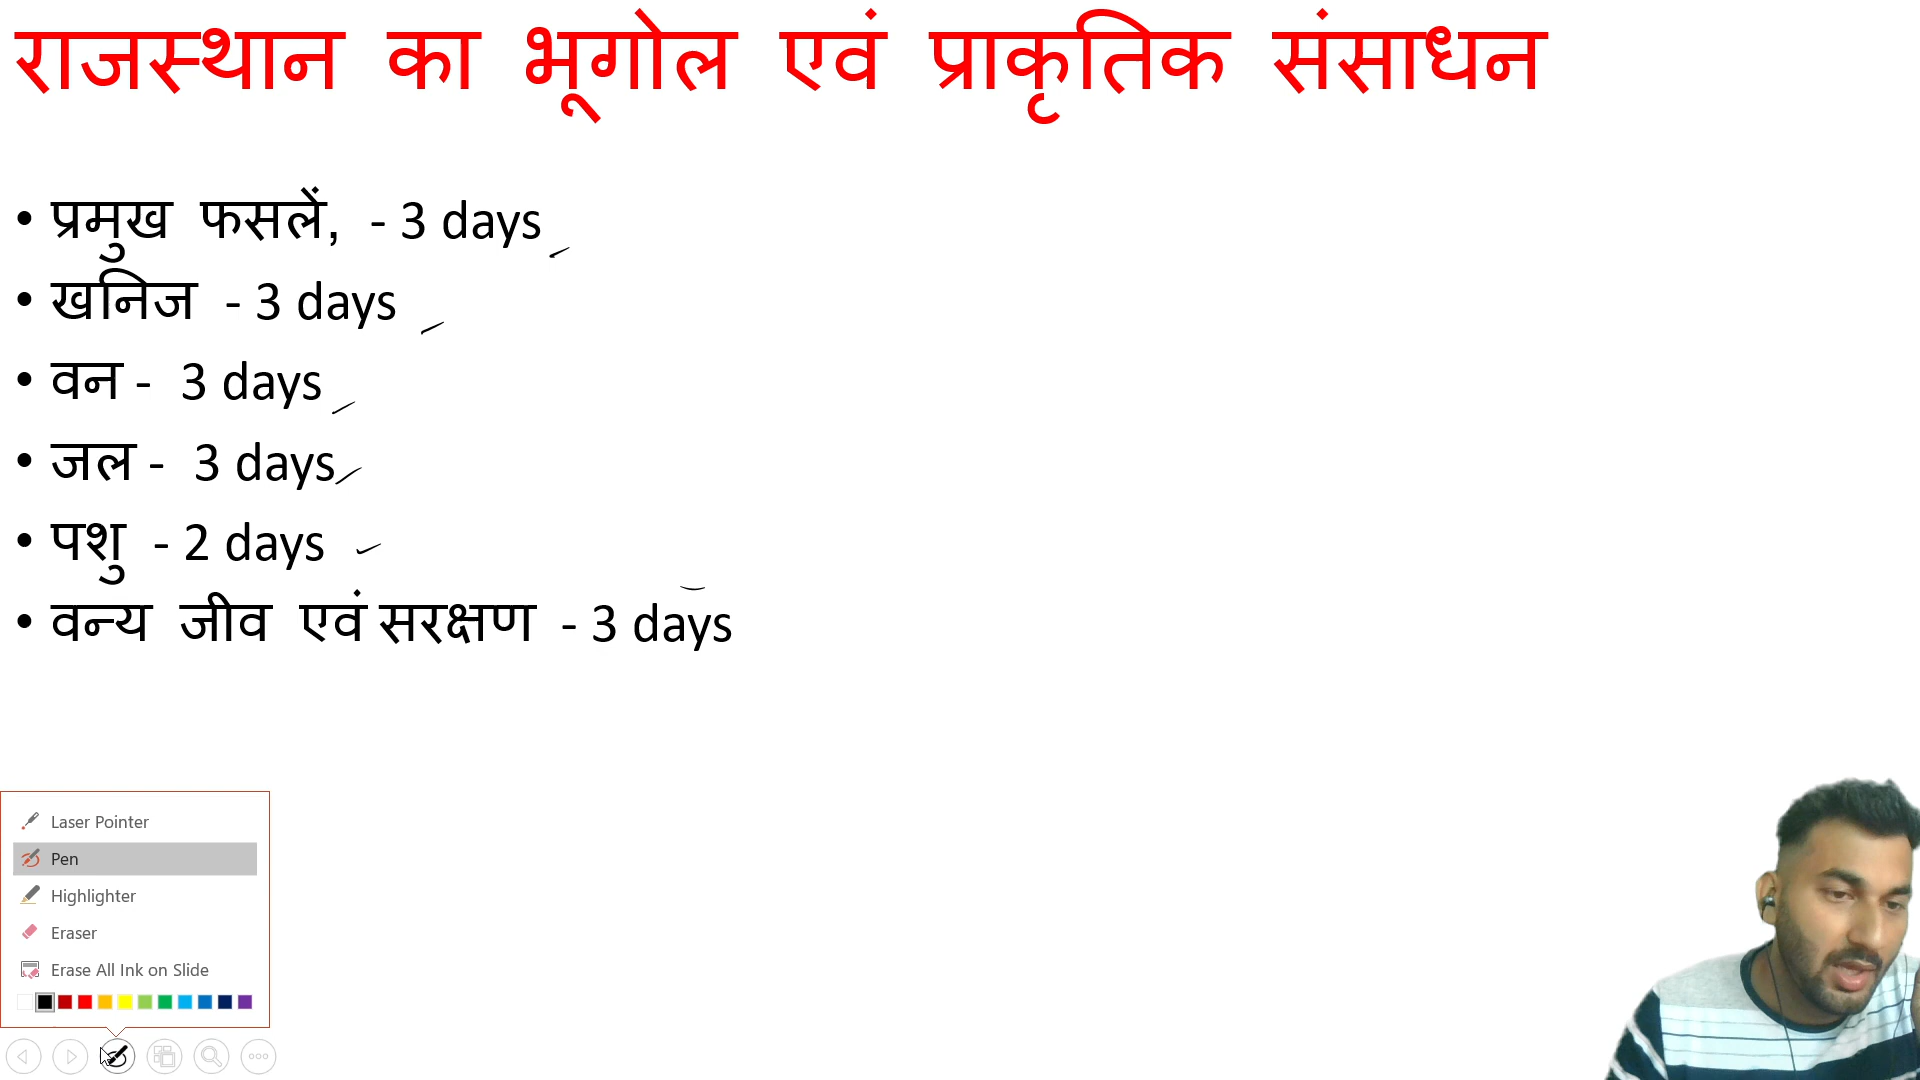 राजस्थान का भूगोल एवं प्राकृतिक संसाधन
• प्रमुख फसलें, - 3 days
• खनिज - 3 days
• वन - 3 days
• जल - 3 days
• पशु - 2 days
• वन्य जीव एवं सरक्षण - 3 days
Laser Pointer
Pen
Highlighter
Eraser
Erase All Ink on Slide